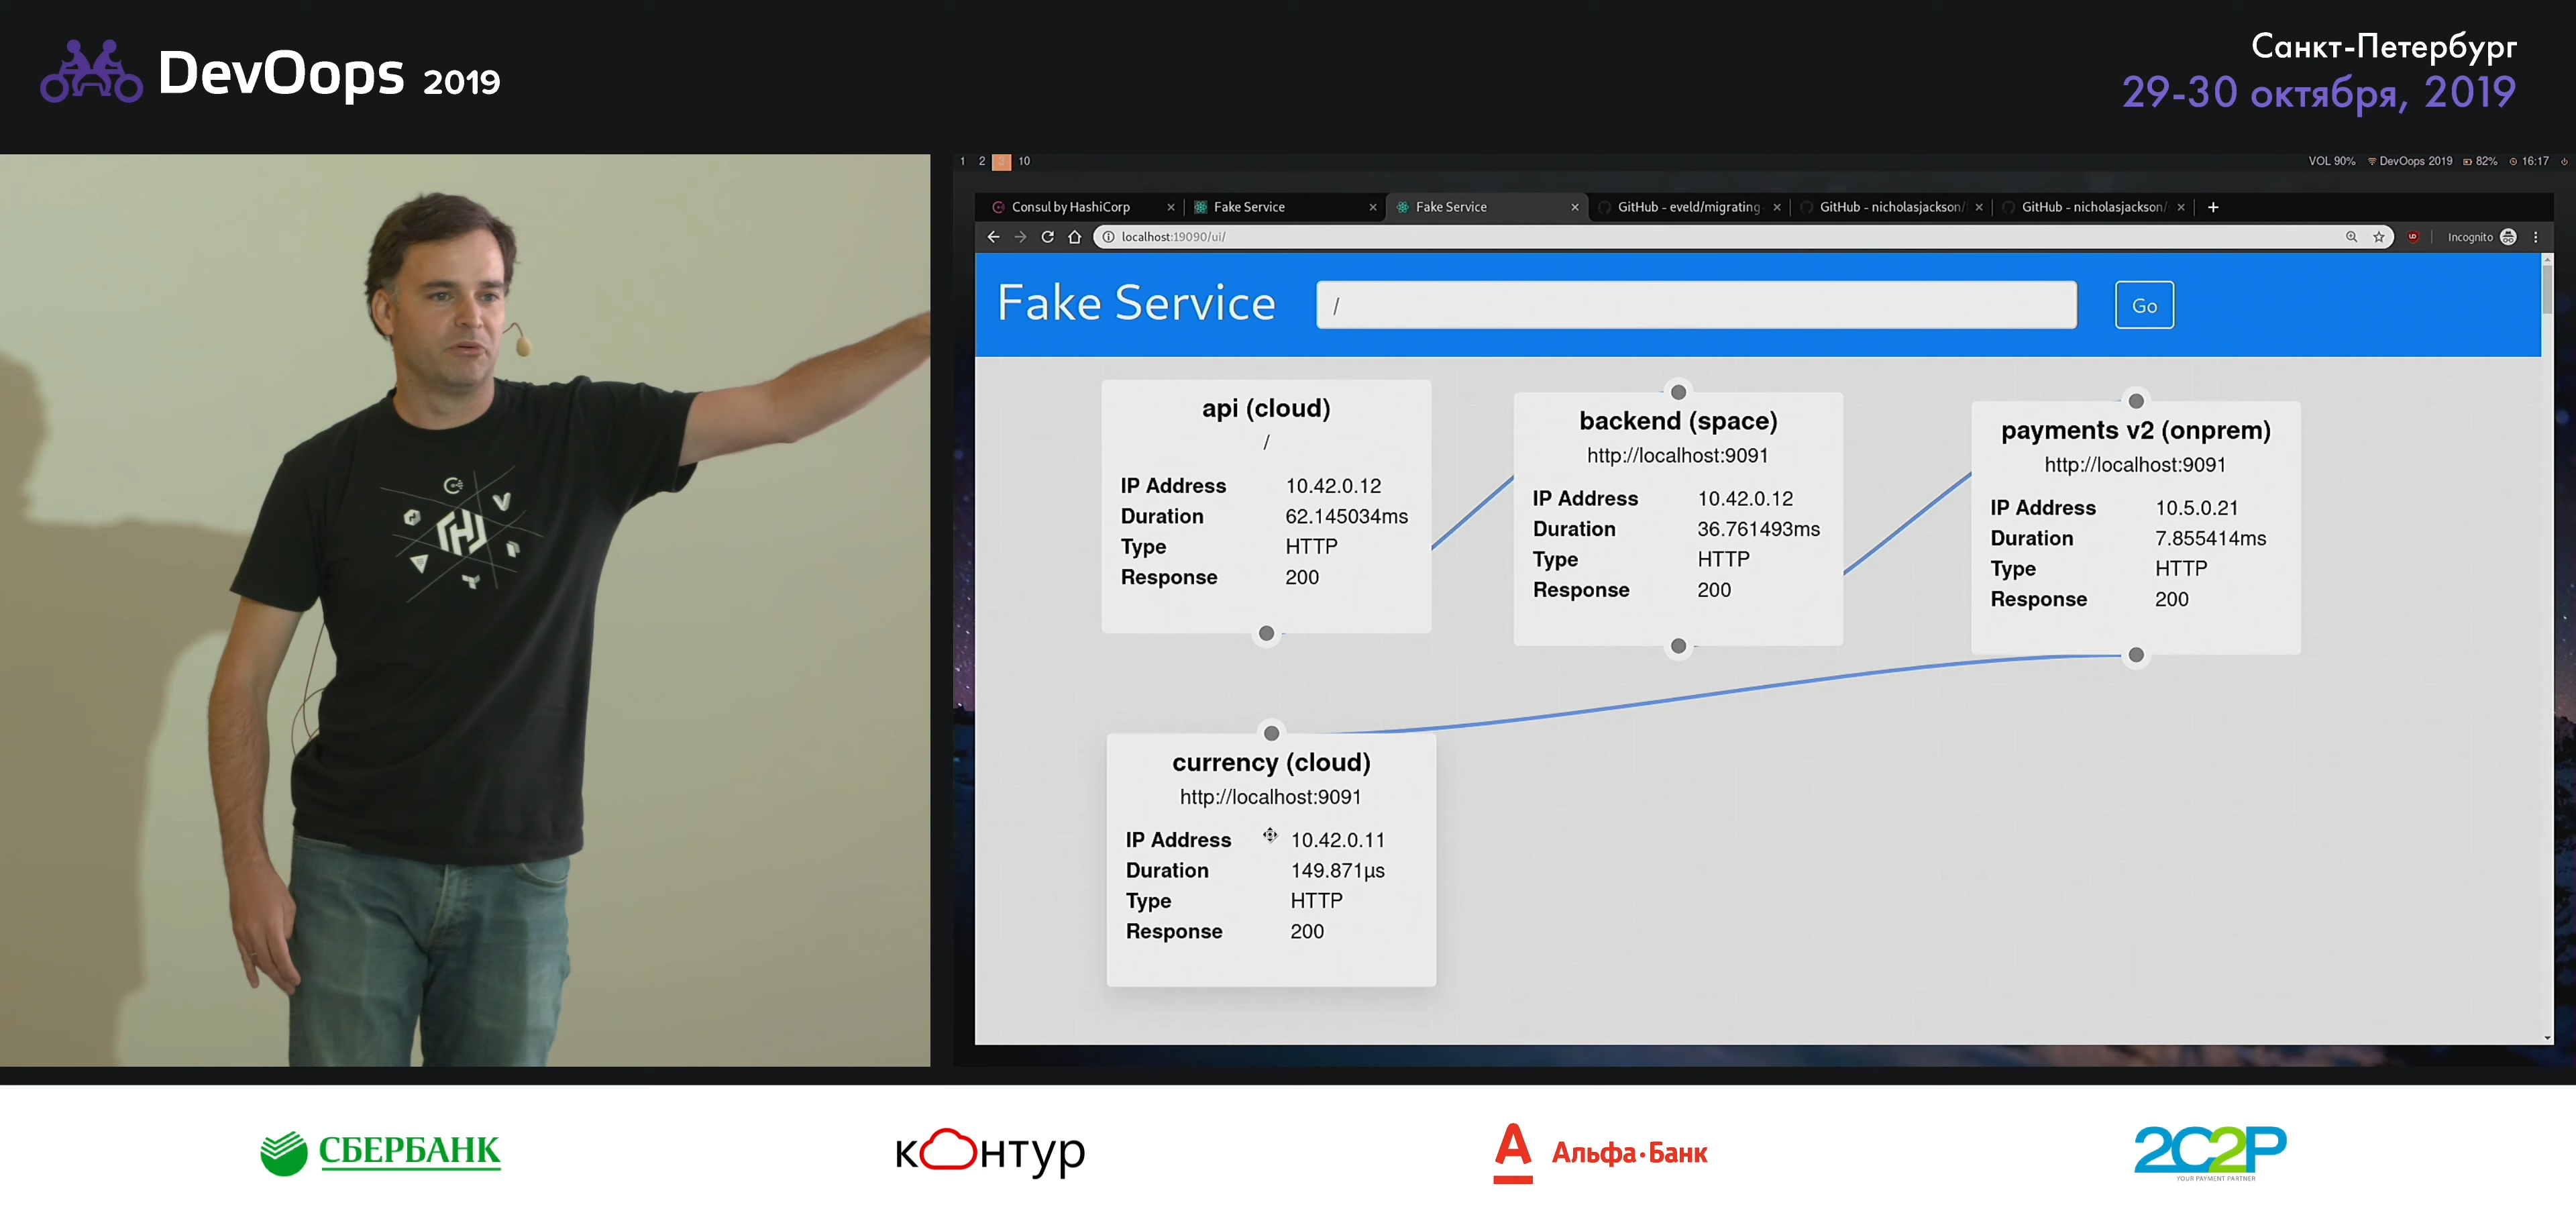 DevOops 2019
Санкт-Петербург
29-30 октября, 2019
1 2 3 10
VOL 90% DevOops 2019 82% 16:17
Consul by HashiCorp
Fake Service
Fake Service
GitHub - eveld/migrating-
GitHub - nicholasjackson/
GitHub - nicholasjackson/
localhost:19090/ui/
Incognito
Fake Service
/
Go
api (cloud)
/
IP Address 10.42.0.12
Duration 62.145034ms
Type HTTP
Response 200
backend (space)
http://localhost:9091
IP Address 10.42.0.12
Duration 36.761493ms
Type HTTP
Response 200
payments v2 (onprem)
http://localhost:9091
IP Address 10.5.0.21
Duration 7.855414ms
Type HTTP
Response 200
currency (cloud)
http://localhost:9091
IP Address 10.42.0.11
Duration 149.871µs
Type HTTP
Response 200
СБЕРБАНК
контур
А Альфа·Банк
2C2P
YOUR PAYMENT PARTNER